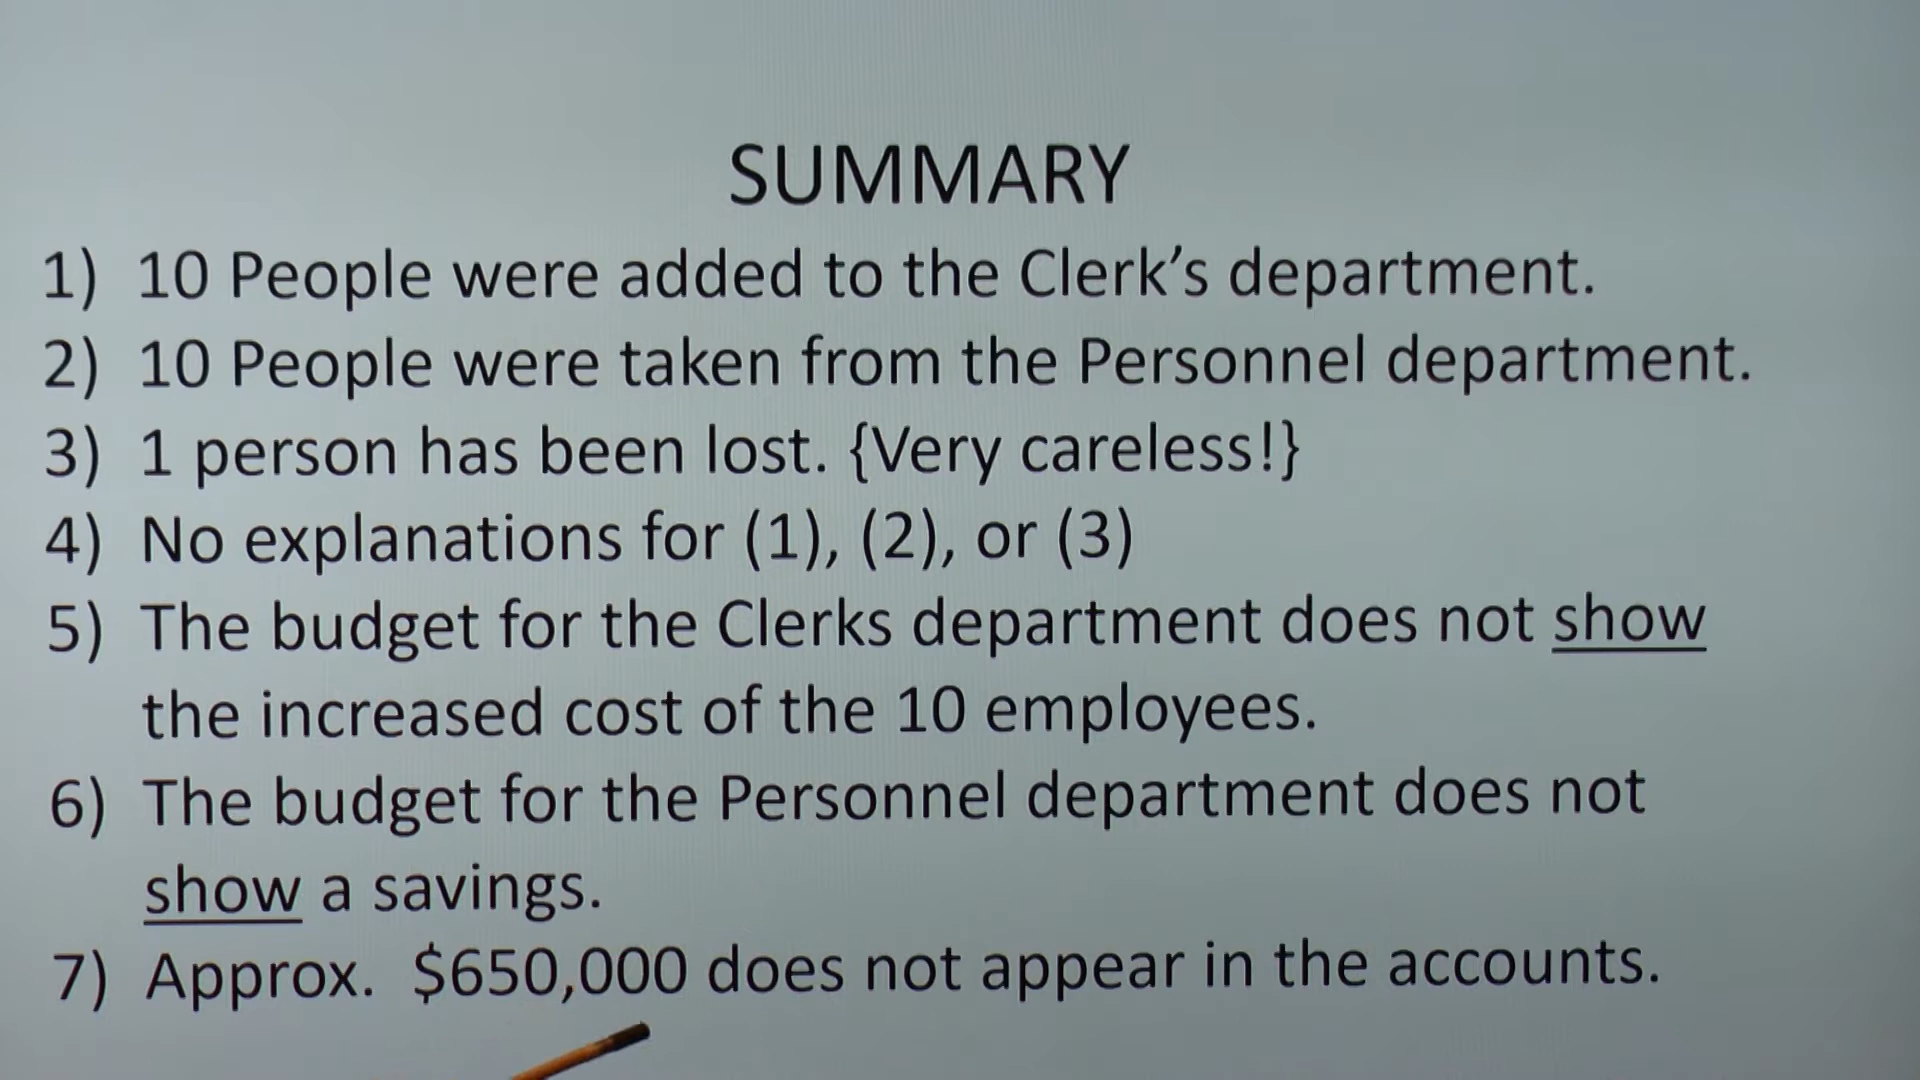 SUMMARY
1) 10 People were added to the Clerk's department.
2) 10 People were taken from the Personnel department.
3) 1 person has been lost. {Very careless!}
4) No explanations for (1), (2), or (3)
5) The budget for the Clerks department does not show
the increased cost of the 10 employees.
6) The budget for the Personnel department does not
show a savings.
7) Approx. $650,000 does not appear in the accounts.